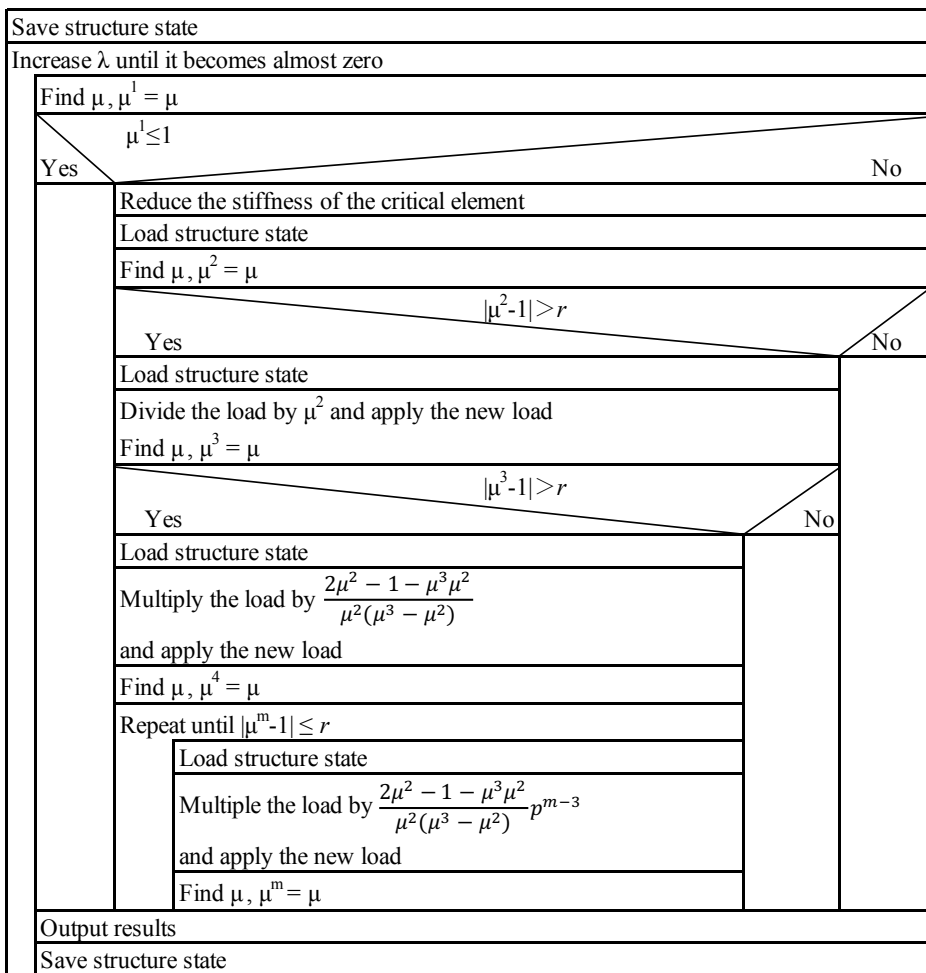 Save structure state
Increase λ until it becomes almost zero
Find μ , μ¹ = μ
μ¹≤1
Yes
No
Reduce the stiffness of the critical element
Load structure state
Find μ , μ² = μ
|μ²-1|＞r
Yes
No
Load structure state
Divide the load by μ² and apply the new load
Find μ , μ³ = μ
|μ³-1|＞r
Yes
No
Load structure state
Multiply the load by (2μ² − 1 − μ³μ²)/(μ²(μ³ − μ²))
and apply the new load
Find μ , μ⁴ = μ
Repeat until |μᵐ-1| ≤ r
Load structure state
Multiple the load by (2μ² − 1 − μ³μ²)/(μ²(μ³ − μ²)) pᵐ⁻³
and apply the new load
Find μ , μᵐ = μ
Output results
Save structure state